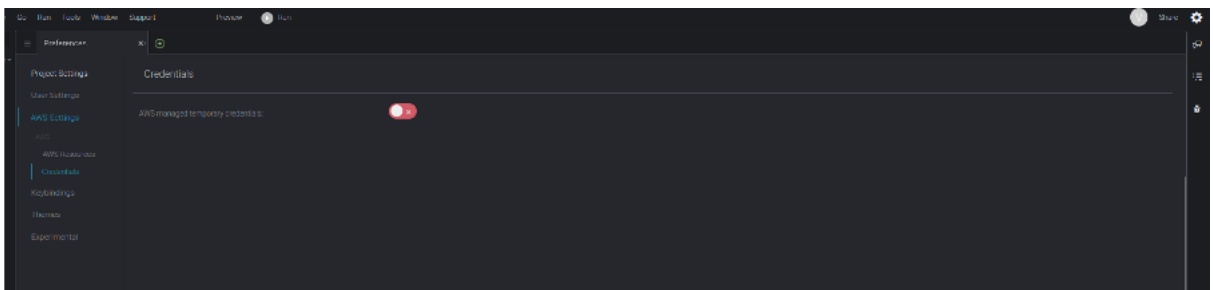 Go Run Tools Window Support Preview Run Share
Preferences
Project Settings
Credentials
User Settings
AWS Settings
AWS managed temporary credentials:
AWS Resources
Credentials
Keybindings
Themes
Experimental